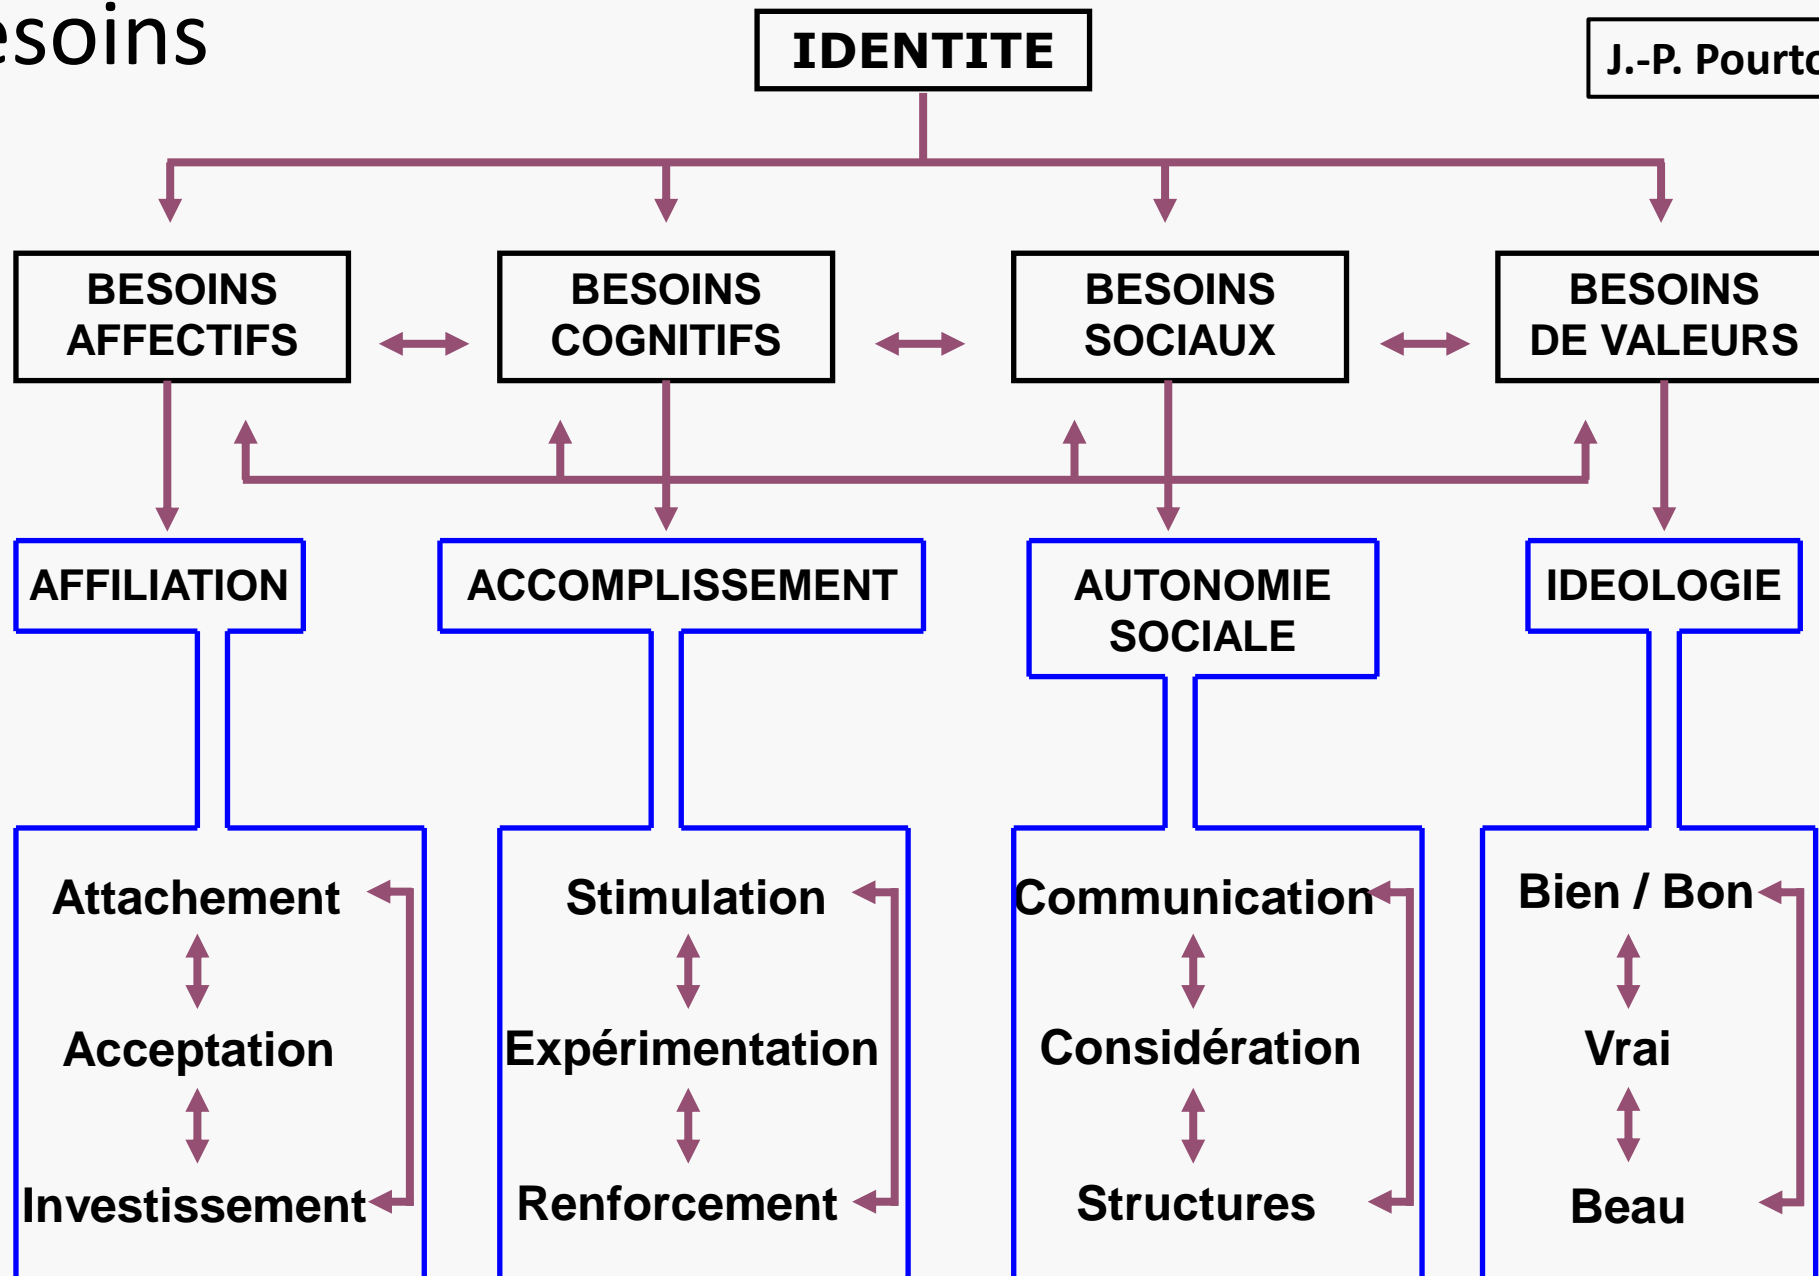 esoins
IDENTITE
J.-P. Pourto
BESOINS
AFFECTIFS
BESOINS
COGNITIFS
BESOINS
SOCIAUX
BESOINS
DE VALEURS
AFFILIATION
ACCOMPLISSEMENT
AUTONOMIE
SOCIALE
IDEOLOGIE
Attachement
Acceptation
Investissement
Stimulation
Expérimentation
Renforcement
Communication
Considération
Structures
Bien / Bon
Vrai
Beau